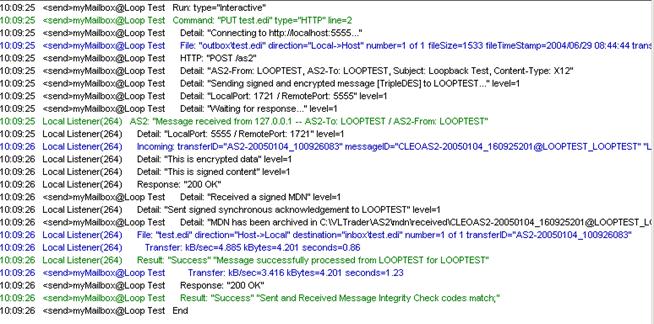 10:09:25 <send>myMailbox@Loop Test Run: type="Interactive"
10:09:25 <send>myMailbox@Loop Test Command: "PUT test.edi" type="HTTP" line=2
10:09:25 <send>myMailbox@Loop Test Detail: "Connecting to http://localhost:5555..."
10:09:25 <send>myMailbox@Loop Test File: "outbox\test.edi" direction="Local->Host" number=1 of 1 fileSize=1533 fileTimeStamp=2004/06/29 08:44:44 trans
10:09:25 <send>myMailbox@Loop Test HTTP: "POST /as2"
10:09:25 <send>myMailbox@Loop Test Detail: "AS2-From: LOOPTEST, AS2-To: LOOPTEST, Subject: Loopback Test, Content-Type: X12"
10:09:25 <send>myMailbox@Loop Test Detail: "Sending signed and encrypted message [TripleDES] to LOOPTEST..." level=1
10:09:25 <send>myMailbox@Loop Test Detail: "LocalPort: 1721 / RemotePort: 5555" level=1
10:09:25 <send>myMailbox@Loop Test Detail: "Waiting for response..." level=1
10:09:25 Local Listener(264) AS2: "Message received from 127.0.0.1 -- AS2-To: LOOPTEST / AS2-From: LOOPTEST"
10:09:25 Local Listener(264) Detail: "LocalPort: 5555 / RemotePort: 1721" level=1
10:09:26 Local Listener(264) Incoming: transferID="AS2-20050104_100926083" messageID="CLEOAS2-20050104_160925201@LOOPTEST_LOOPTEST" "L
10:09:26 Local Listener(264) Detail: "This is encrypted data" level=1
10:09:26 Local Listener(264) Detail: "This is signed content" level=1
10:09:26 Local Listener(264) Response: "200 OK"
10:09:26 <send>myMailbox@Loop Test Detail: "Received a signed MDN" level=1
10:09:26 Local Listener(264) Detail: "Sent signed synchronous acknowledgement to LOOPTEST" level=1
10:09:26 <send>myMailbox@Loop Test Detail: "MDN has been archived in C:\VLTrader\AS2\mdn\received\CLEOAS2-20050104_160925201@LOOPTEST_LO
10:09:26 Local Listener(264) File: "test.edi" direction="Host->Local" destination="inbox\test.edi" number=1 of 1 transferID="AS2-20050104_100926083"
10:09:26 Local Listener(264) Transfer: kB/sec=4.885 kBytes=4.201 seconds=0.86
10:09:26 Local Listener(264) Result: "Success" "Message successfully processed from LOOPTEST for LOOPTEST"
10:09:26 <send>myMailbox@Loop Test Transfer: kB/sec=3.416 kBytes=4.201 seconds=1.23
10:09:26 <send>myMailbox@Loop Test Response: "200 OK"
10:09:26 <send>myMailbox@Loop Test Result: "Success" "Sent and Received Message Integrity Check codes match;"
10:09:26 <send>myMailbox@Loop Test End